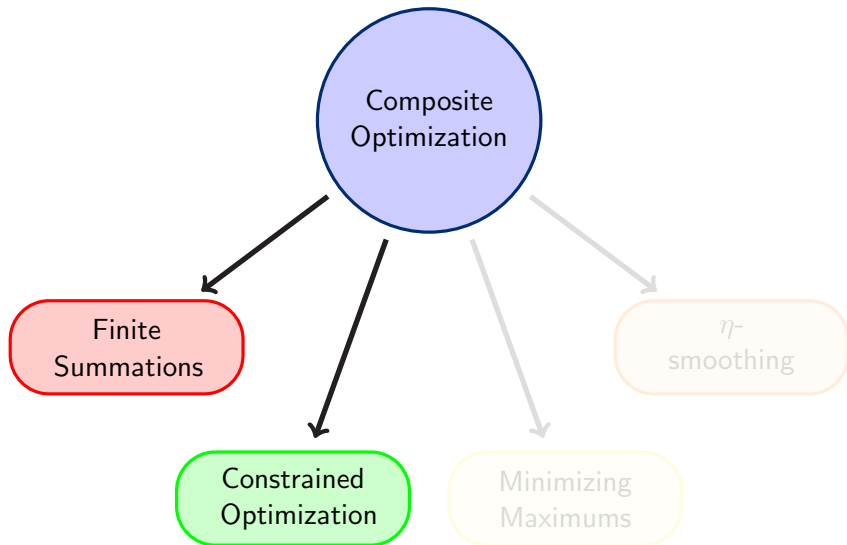 Composite
Optimization
Finite
Summations
η-
smoothing
Constrained
Optimization
Minimizing
Maximums